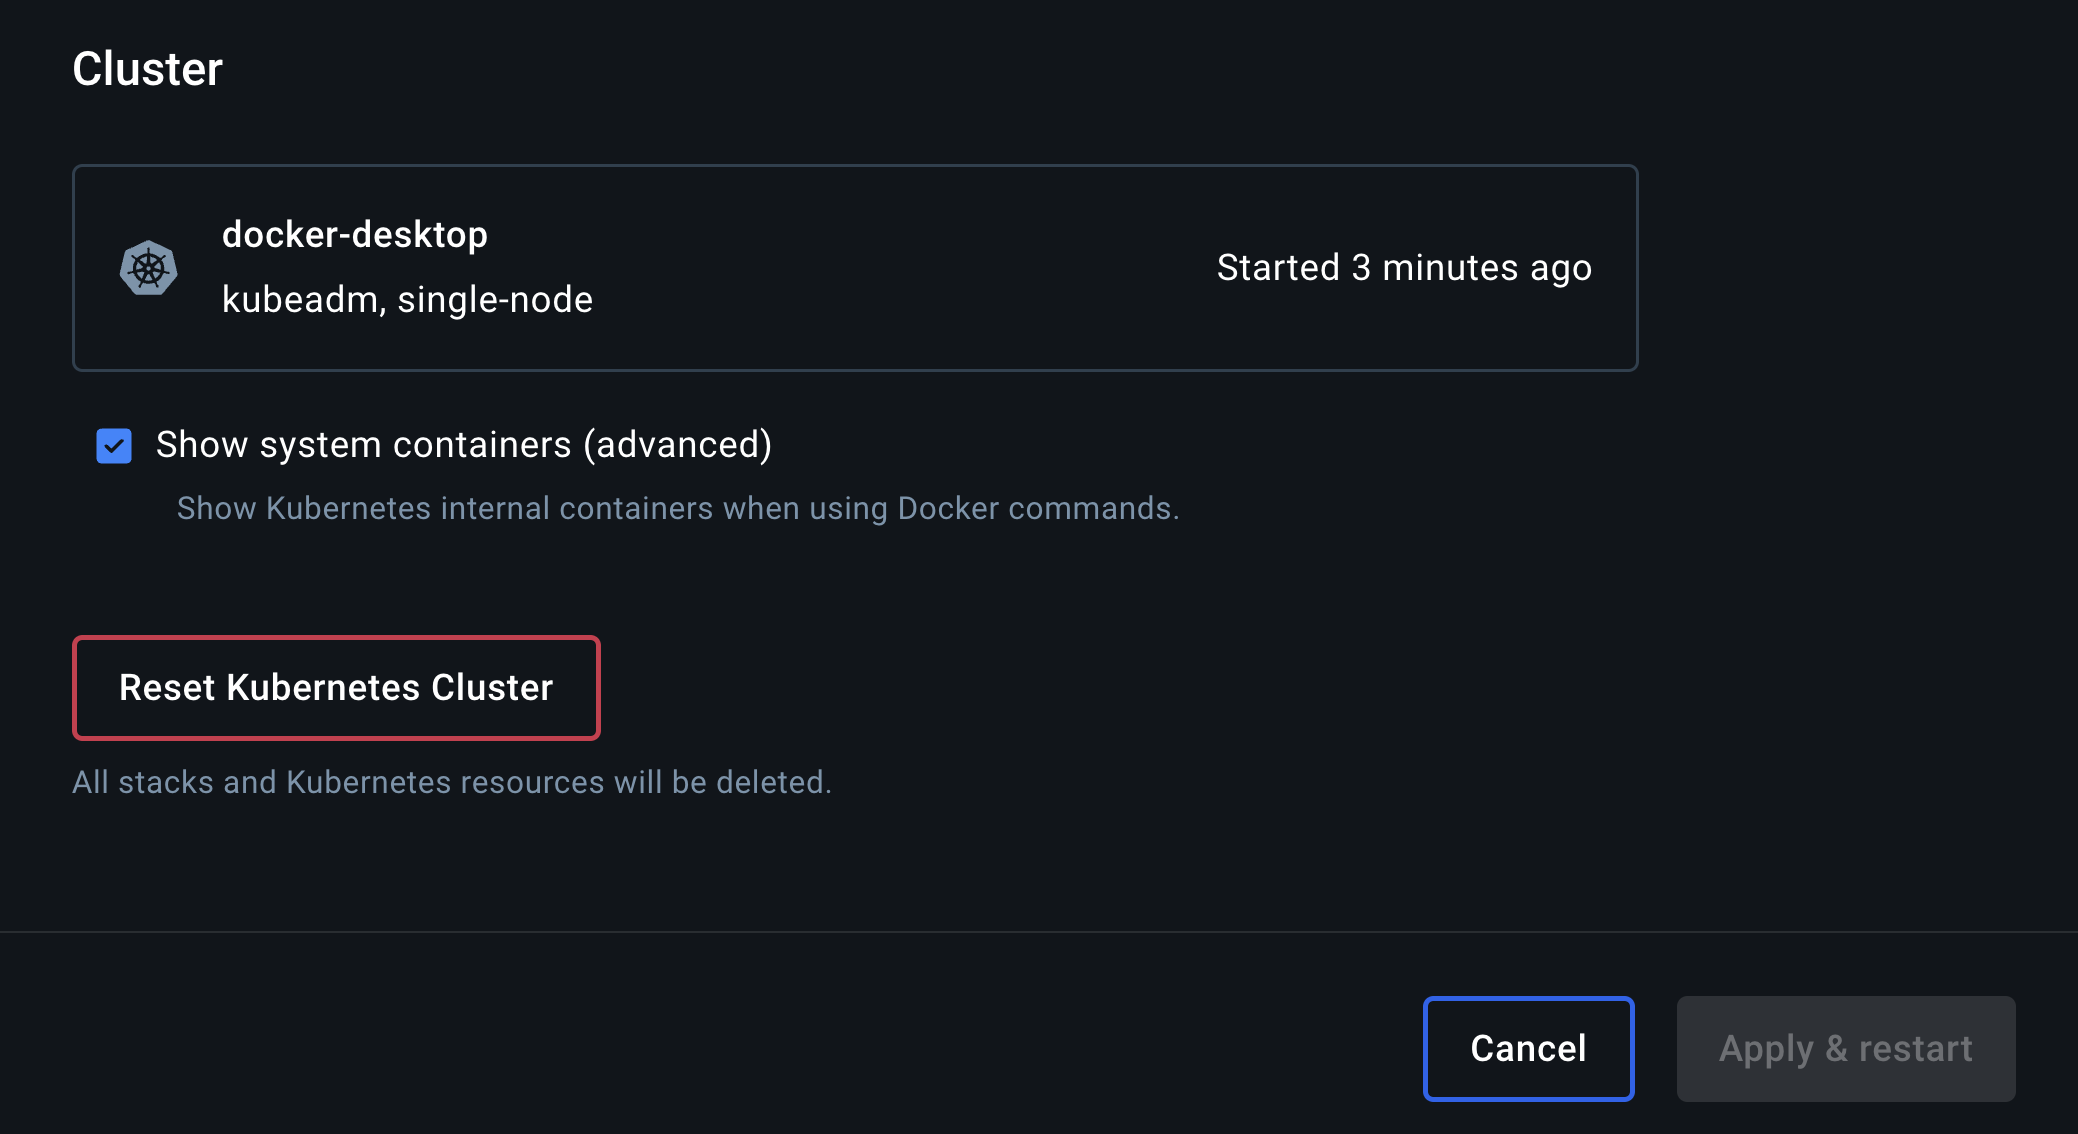 Cluster
docker-desktop
kubeadm, single-node
Started 3 minutes ago
Show system containers (advanced)
Show Kubernetes internal containers when using Docker commands.
Reset Kubernetes Cluster
All stacks and Kubernetes resources will be deleted.
Cancel
Apply & restart